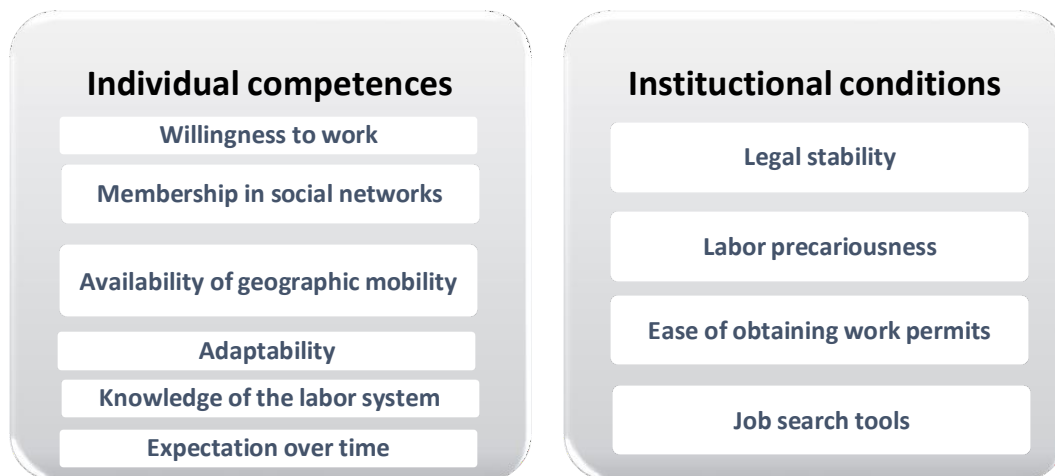 Individual competences
Willingness to work
Membership in social networks
Availability of geographic mobility
Adaptability
Knowledge of the labor system
Expectation over time
Instituctional conditions
Legal stability
Labor precariousness
Ease of obtaining work permits
Job search tools